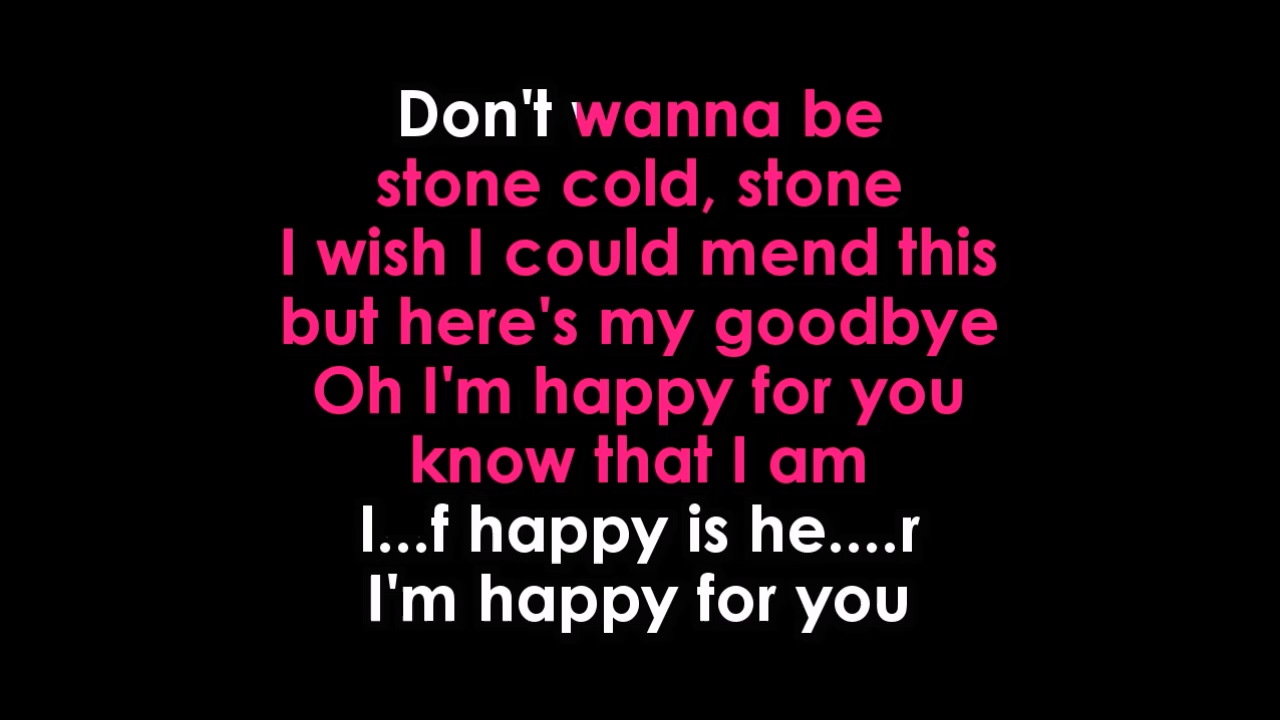 Don't wanna be
stone cold, stone
I wish I could mend this
but here's my goodbye
Oh I'm happy for you
know that I am
I...f happy is he....r
I'm happy for you